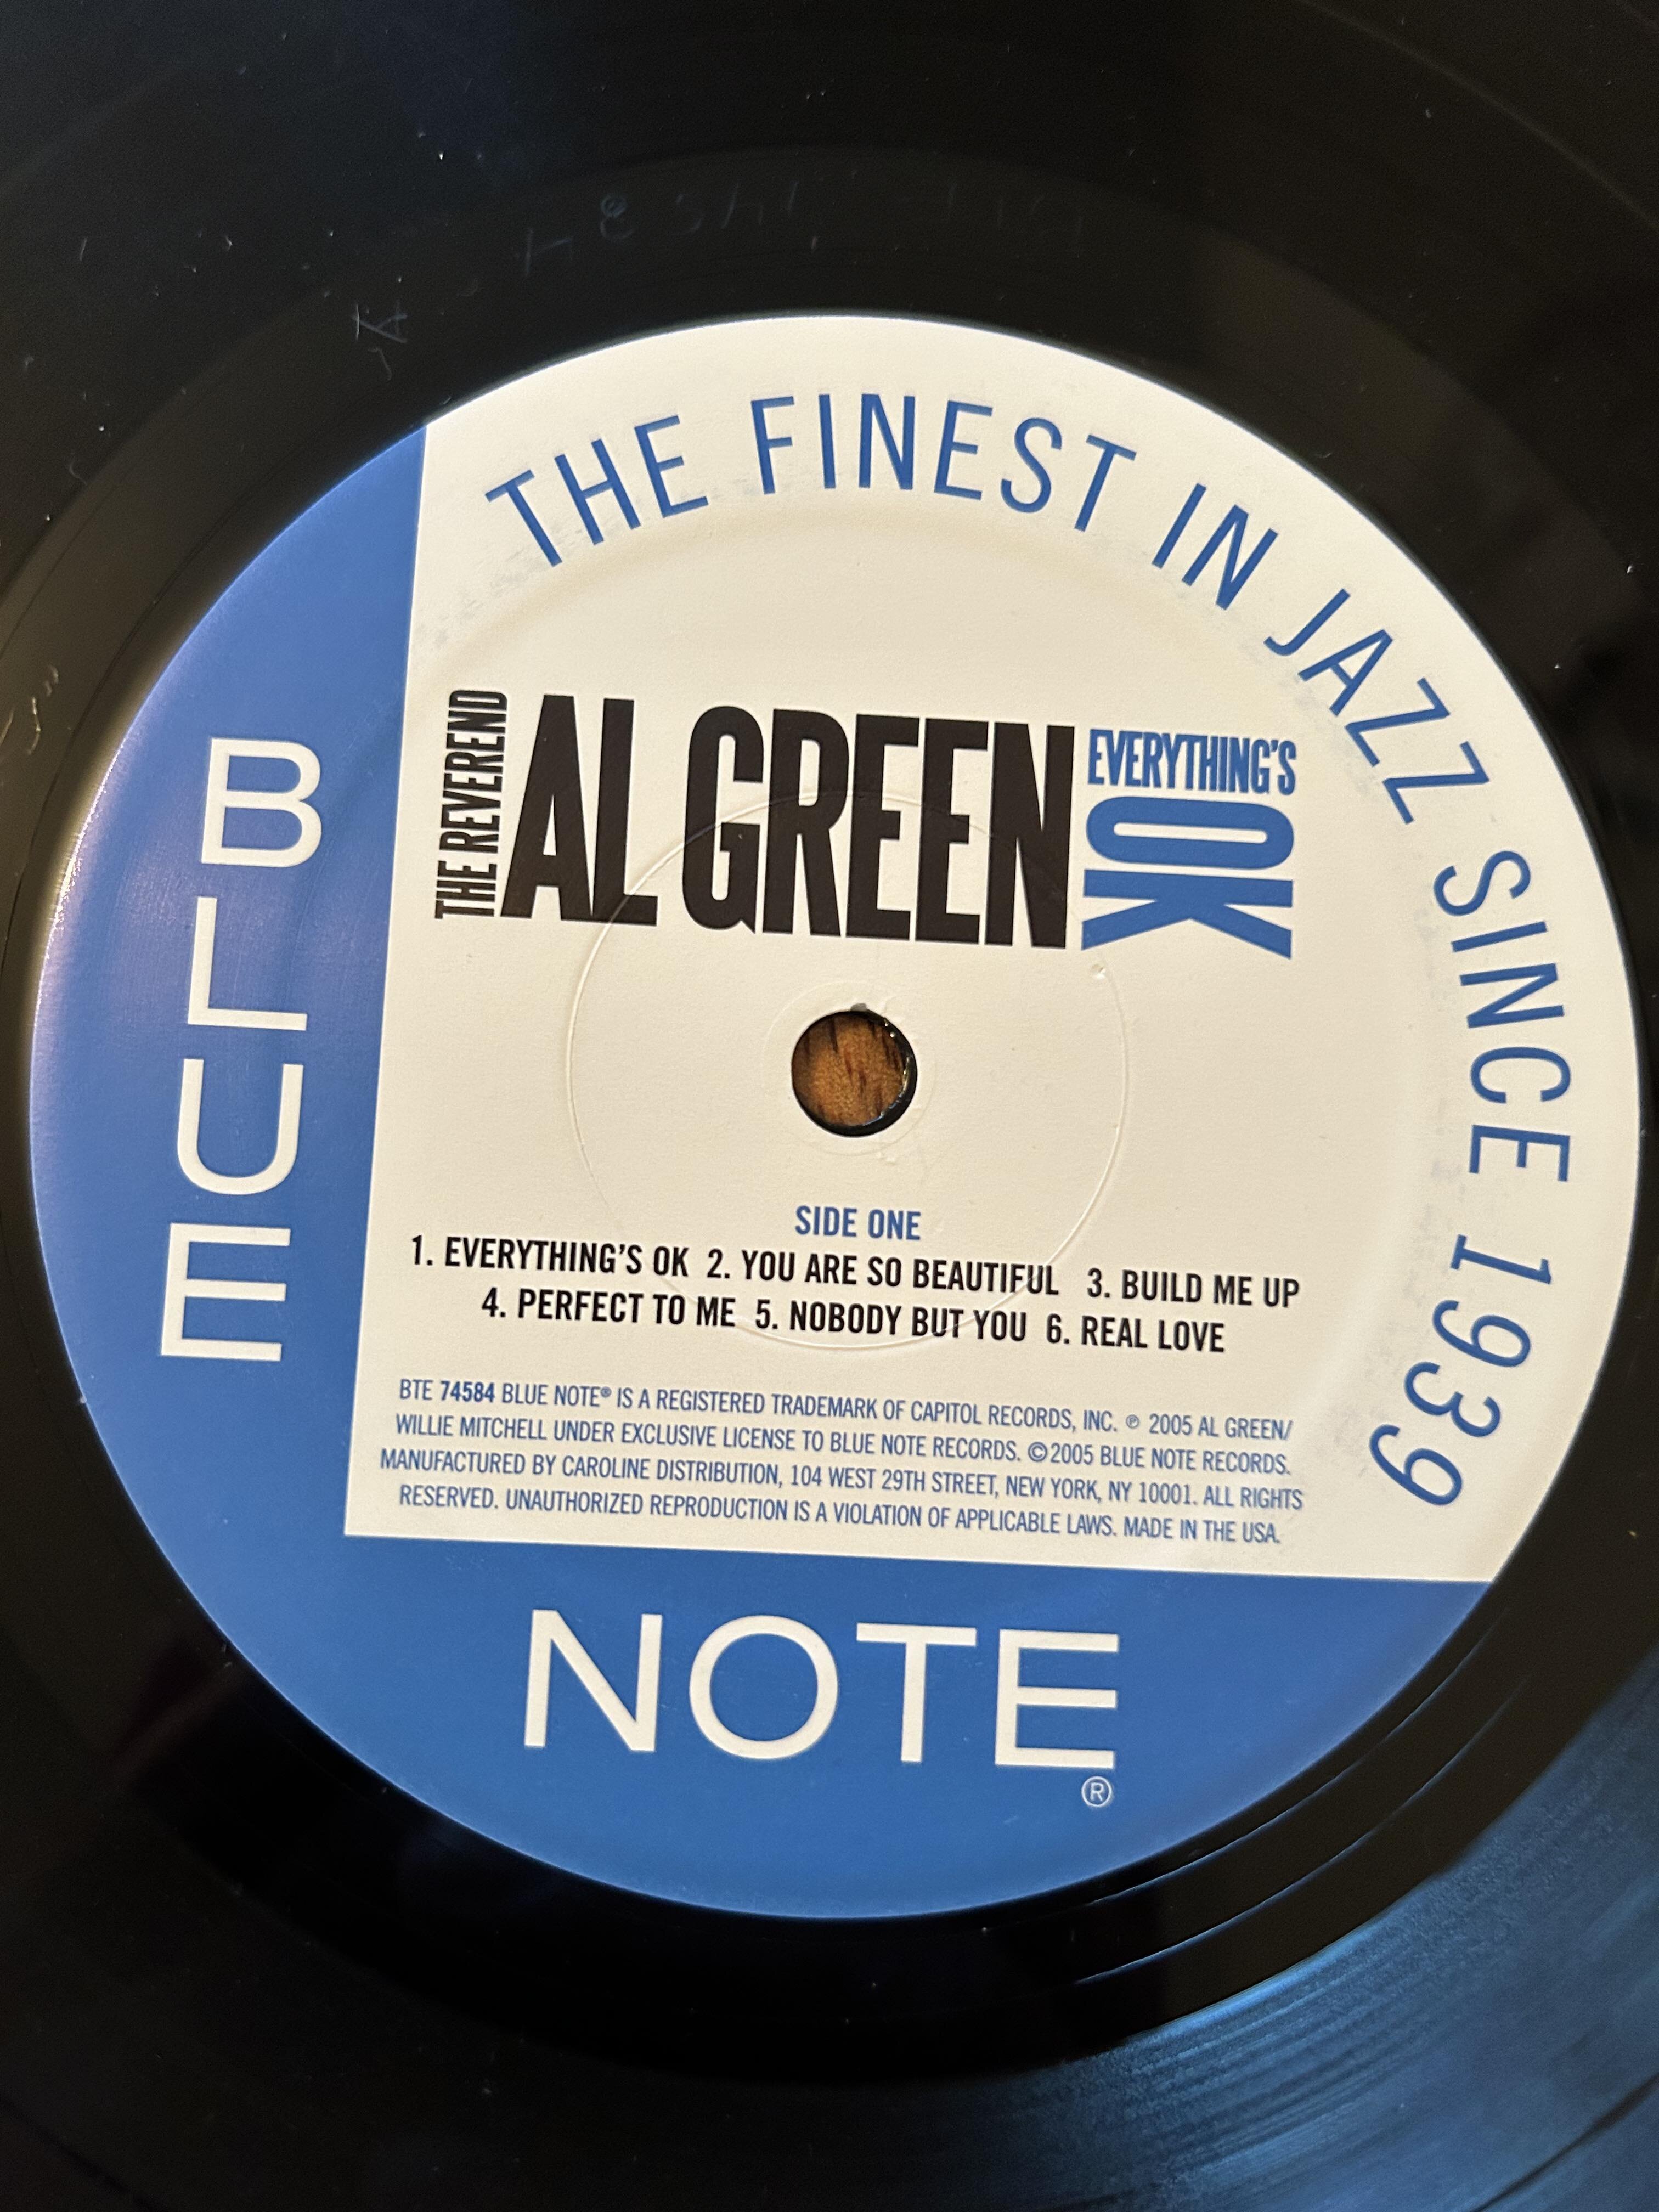 THE FINEST IN JAZZ SINCE 1939
BLUE
THE REVEREND
AL GREEN
EVERYTHING'S
OK
SIDE ONE
1. EVERYTHING'S OK 2. YOU ARE SO BEAUTIFUL 3. BUILD ME UP
4. PERFECT TO ME 5. NOBODY BUT YOU 6. REAL LOVE
BTE 74584 BLUE NOTE® IS A REGISTERED TRADEMARK OF CAPITOL RECORDS, INC. ℗ 2005 AL GREEN/
WILLIE MITCHELL UNDER EXCLUSIVE LICENSE TO BLUE NOTE RECORDS. ©2005 BLUE NOTE RECORDS.
MANUFACTURED BY CAROLINE DISTRIBUTION, 104 WEST 29TH STREET, NEW YORK, NY 10001. ALL RIGHTS
RESERVED. UNAUTHORIZED REPRODUCTION IS A VIOLATION OF APPLICABLE LAWS. MADE IN THE USA.
NOTE
®